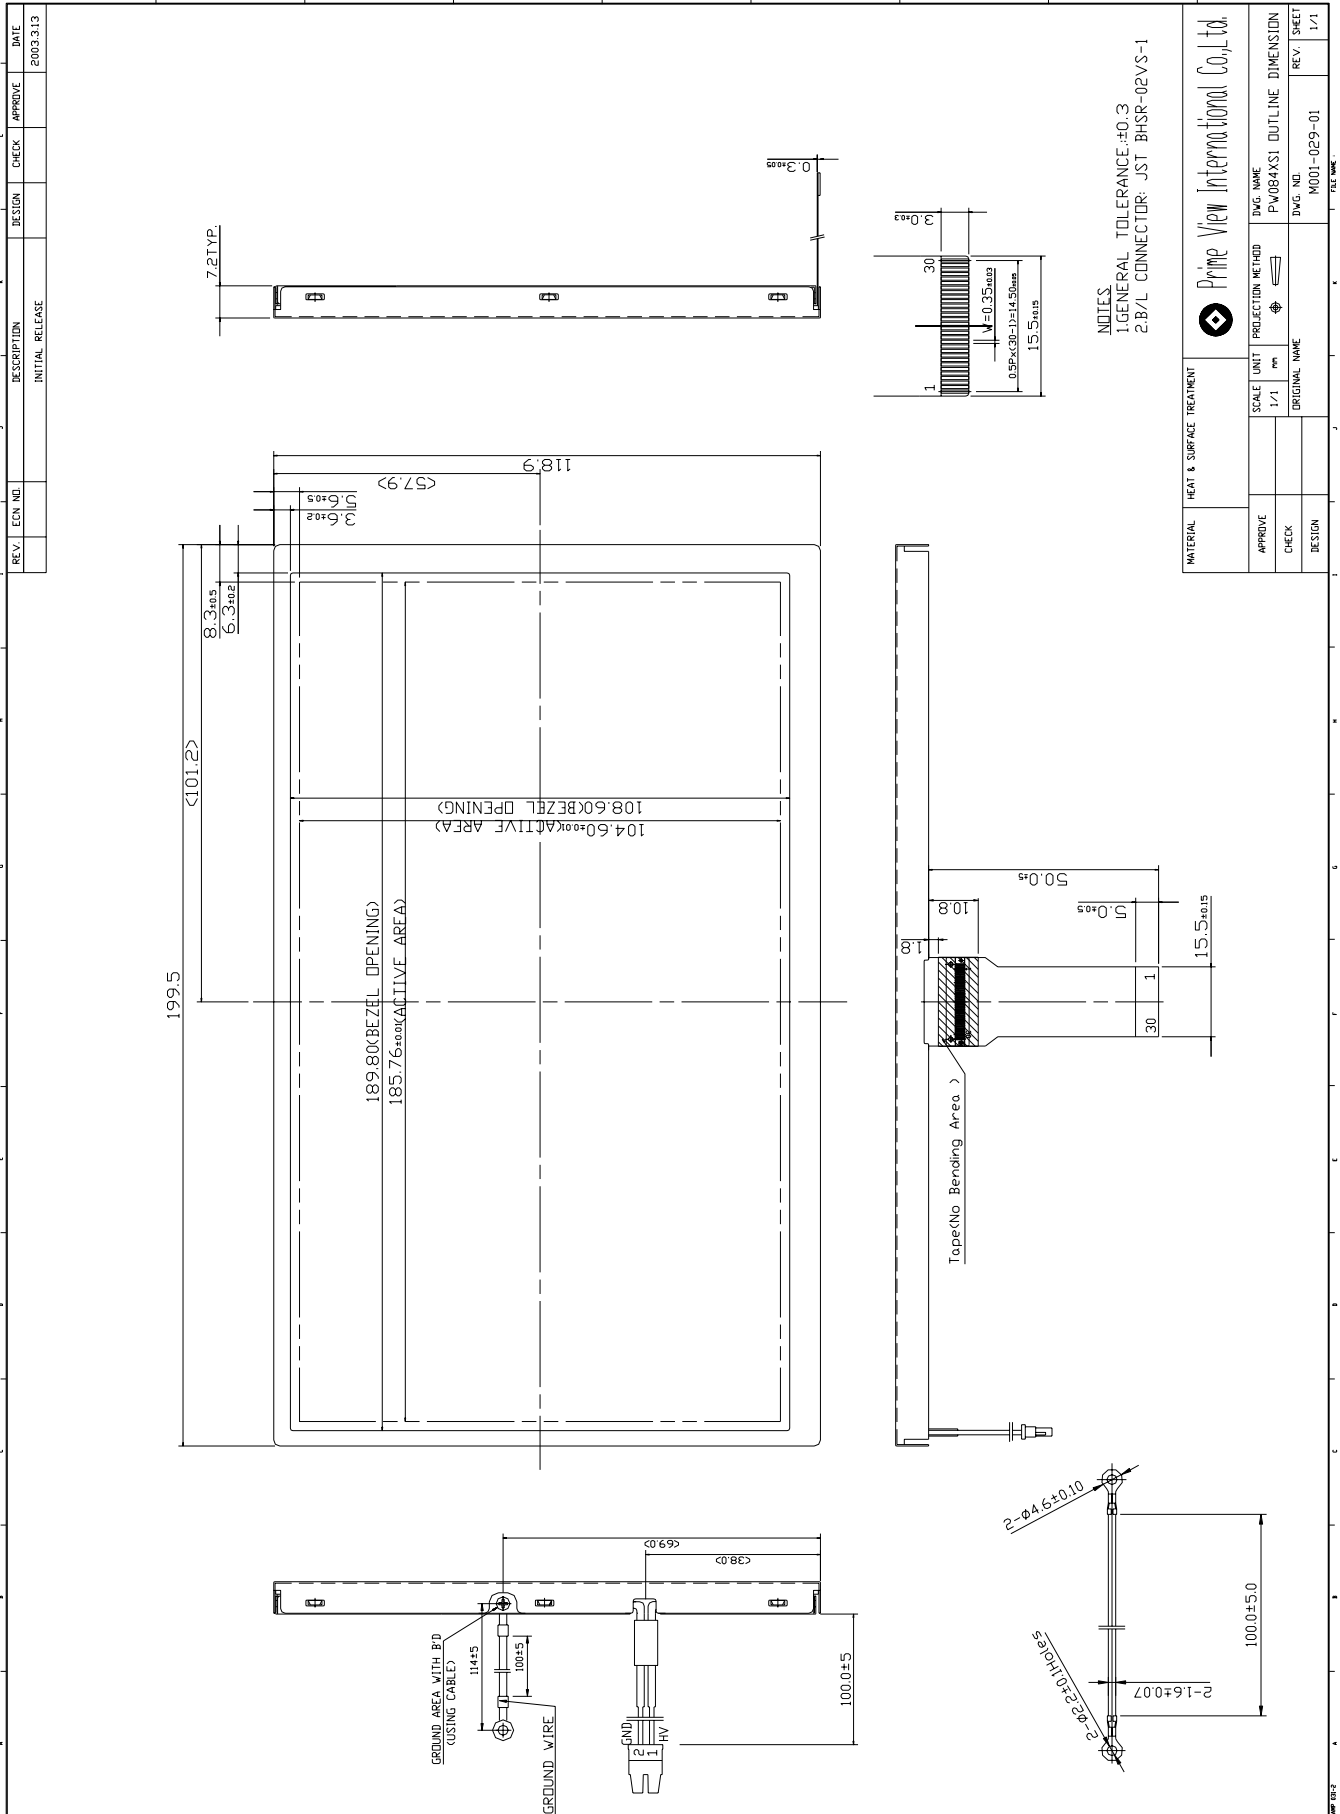 REV.
ECN NO.
DESCRIPTION
DESIGN
CHECK
APPROVE
DATE
INITIAL RELEASE
2003.3.13
7.2TYP.
0.3±0.05
199.5
<101.2>
8.3±0.5
6.3±0.2
3.6±0.2
5.6±0.5
<57.9>
118.9
189.80(BEZEL OPENING)
185.76±0.01(ACTIVE AREA)
108.60(BEZEL OPENING)
104.60±0.01(ACTIVE AREA)
1
30
3.0±0.3
W=0.35±0.03
0.5Px(30-1)=14.50±0.05
15.5±0.15
NOTES
1.GENERAL TOLERANCE:±0.3
2.B/L CONNECTOR: JST BHSR-02VS-1
1.8
10.8
50.0±5
5.0±0.5
30
1
15.5±0.15
Tape(No Bending Area )
<69.0>
<38.0>
GROUND AREA WITH B'D
(USING CABLE)
114±5
100±5
GROUND WIRE
GND
HV
2
1
100.0±5
2-ø4.6±0.10
2-ø2.2±0.1Holes
2-1.6±0.07
100.0±5.0
MATERIAL
HEAT & SURFACE TREATMENT
Prime View International Co.,Ltd.
APPROVE
SCALE
UNIT
PROJECTION METHOD
DWG. NAME
1/1
mm
PW084XS1 OUTLINE DIMENSION
CHECK
DESIGN
ORIGINAL NAME
DWG. NO.
M001-029-01
REV.
SHEET
1/1
FILE NAME :